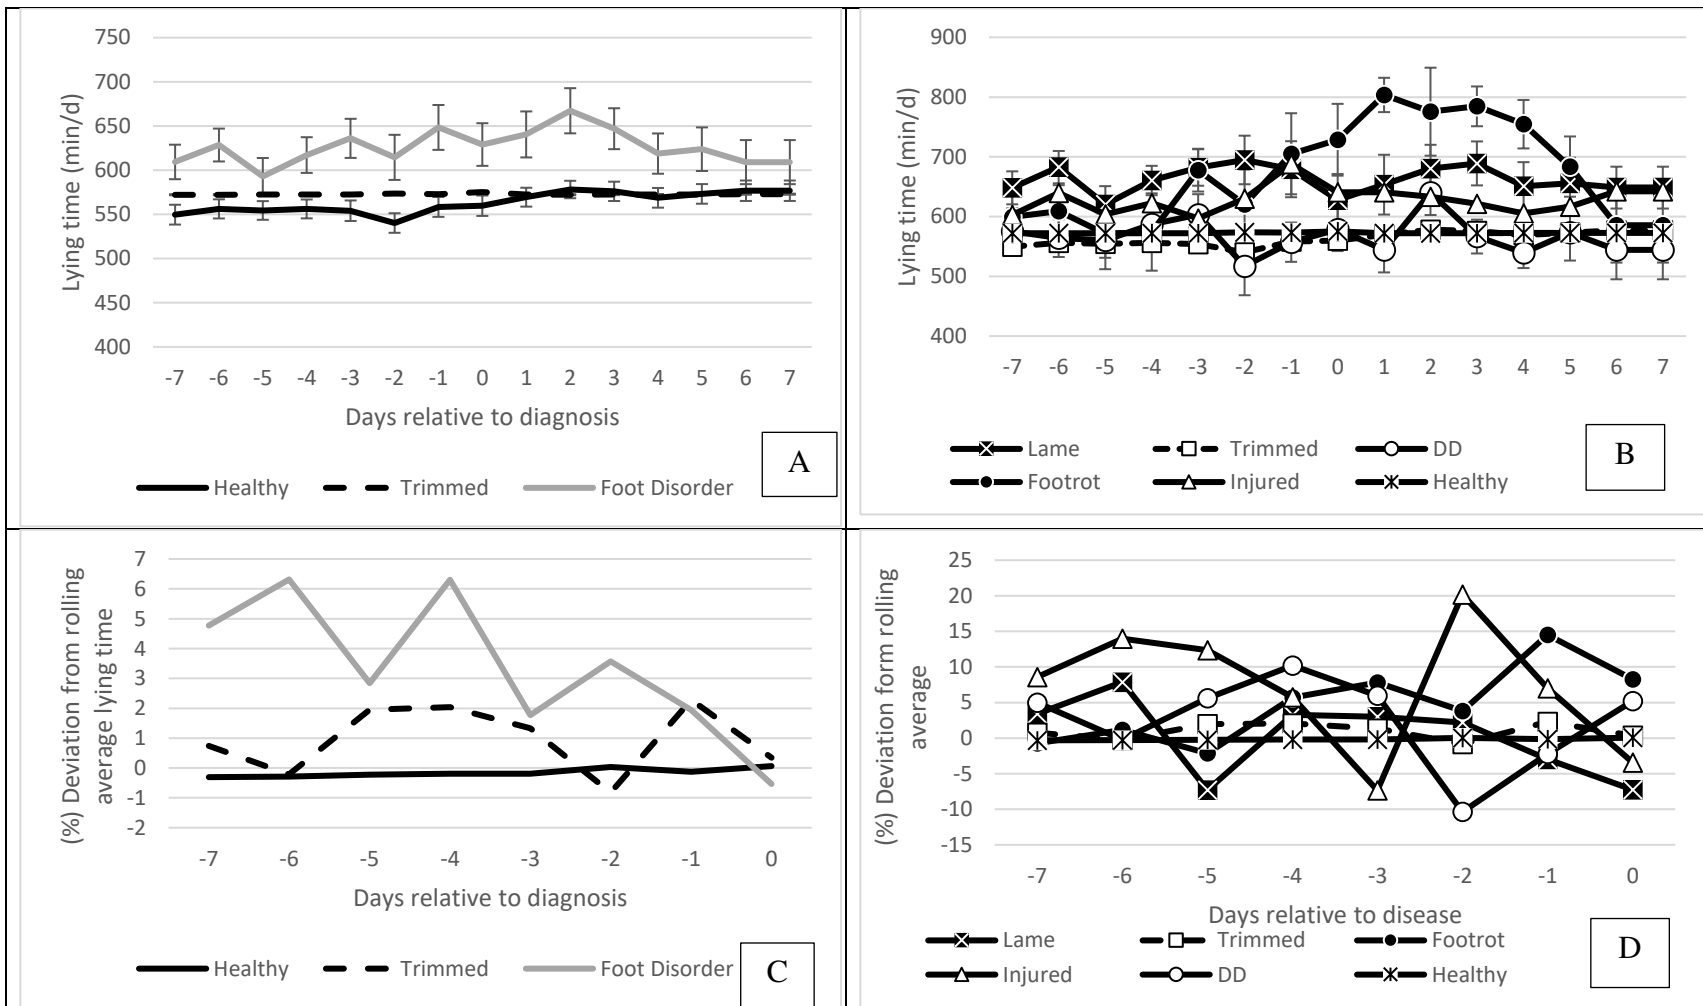 750
700
650
600
550
500
450
400
Lying time (min/d)
-7 -6 -5 -4 -3 -2 -1 0 1 2 3 4 5 6 7
Days relative to diagnosis
Healthy Trimmed Foot Disorder
A
900
800
700
600
500
400
Lying time (min/d)
-7 -6 -5 -4 -3 -2 -1 0 1 2 3 4 5 6 7
Lame Trimmed DD
Footrot Injured Healthy
B
7
6
5
4
3
2
1
0
-1
-2
(%) Deviation from rolling
average lying time
-7 -6 -5 -4 -3 -2 -1 0
Days relative to diagnosis
Healthy Trimmed Foot Disorder
C
25
20
15
10
5
0
-5
-10
-15
(%) Deviation form rolling
average
-7 -6 -5 -4 -3 -2 -1 0
Days relative to disease
Lame Trimmed Footrot
Injured DD Healthy
D